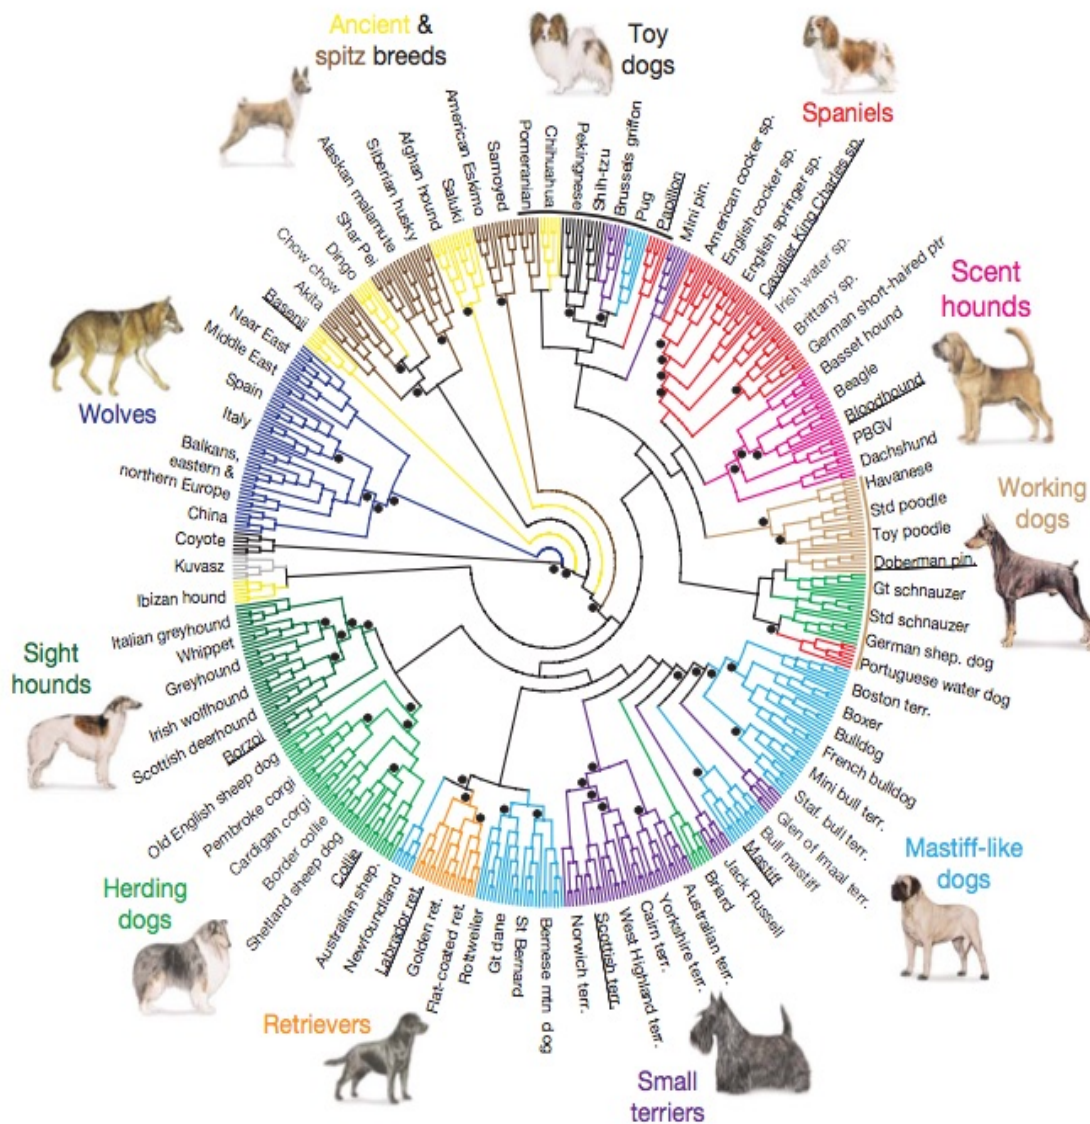 Ancient &
spitz breeds
Toy
dogs
Spaniels
Scent
hounds
Working
dogs
Mastiff-like
dogs
Small
terriers
Retrievers
Herding
dogs
Sight
hounds
Wolves
Near East
Middle East
Spain
Italy
Balkans,
eastern &
northern Europe
China
Coyote
Kuvasz
Ibizan hound
Italian greyhound
Whippet
Greyhound
Irish wolfhound
Scottish deerhound
Borzoi
Old English sheep dog
Pembroke corgi
Cardigan corgi
Border collie
Shetland sheep dog
Collie
Australian shep.
Newfoundland
Labrador ret.
Golden ret.
Flat-coated ret.
Rottweiler
Gt dane
St Bernard
Bernese mtn dog
Norwich terr.
Scottish terr.
West Highland terr.
Cairn terr.
Yorkshire terr.
Australian terr.
Briard
Jack Russell
Mastiff
Bull mastiff
Glen of Imaal terr.
Staf. bull terr.
Mini bull terr.
French bulldog
Bulldog
Boxer
Boston terr.
Portuguese water dog
German shep. dog
Std schnauzer
Gt schnauzer
Doberman pin.
Toy poodle
Std poodle
Havanese
Dachshund
PBGV
Bloodhound
Beagle
Basset hound
German short-haired ptr
Brittany sp.
Irish water sp.
Cavalier King Charles sp.
English springer sp.
English cocker sp.
American cocker sp.
Mini pin.
Papillion
Pug
Brussels griffon
Shih-tzu
Pekingnese
Chihuahua
Pomeranian
Samoyed
American Eskimo
Saluki
Afghan hound
Siberian husky
Alaskan malamute
Shar Pei
Dingo
Chow chow
Akita
Basenji